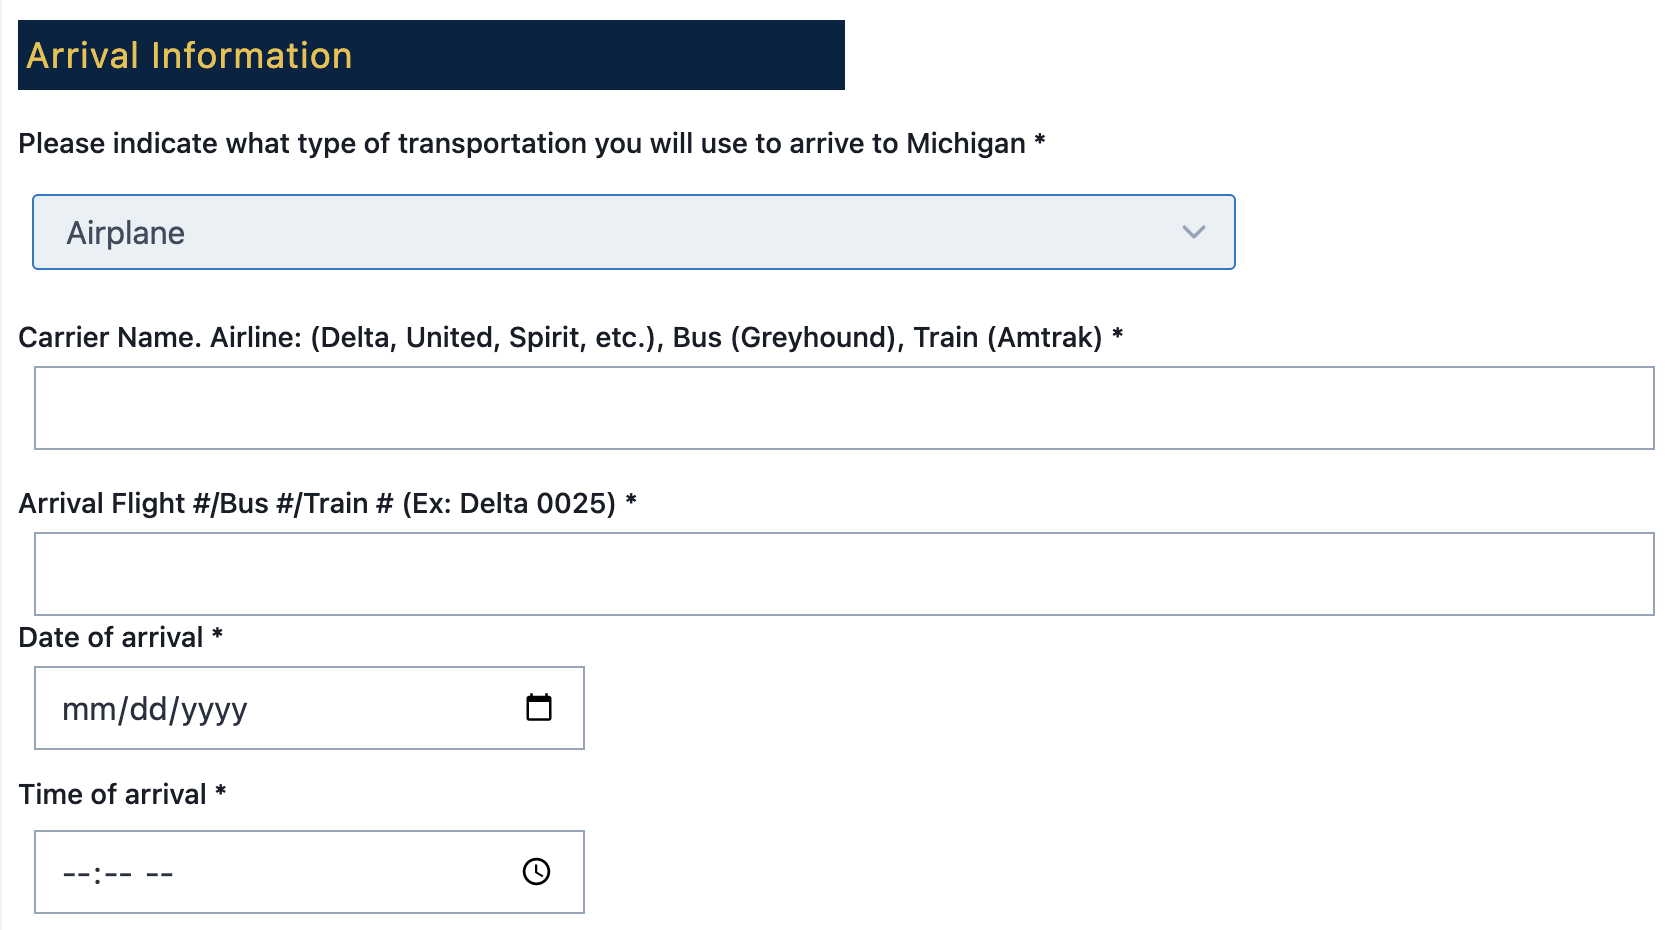 Arrival Information
Please indicate what type of transportation you will use to arrive to Michigan *
Airplane
Carrier Name. Airline: (Delta, United, Spirit, etc.), Bus (Greyhound), Train (Amtrak) *
Arrival Flight #/Bus #/Train # (Ex: Delta 0025) *
Date of arrival *
mm/dd/yyyy
Time of arrival *
--:-- --